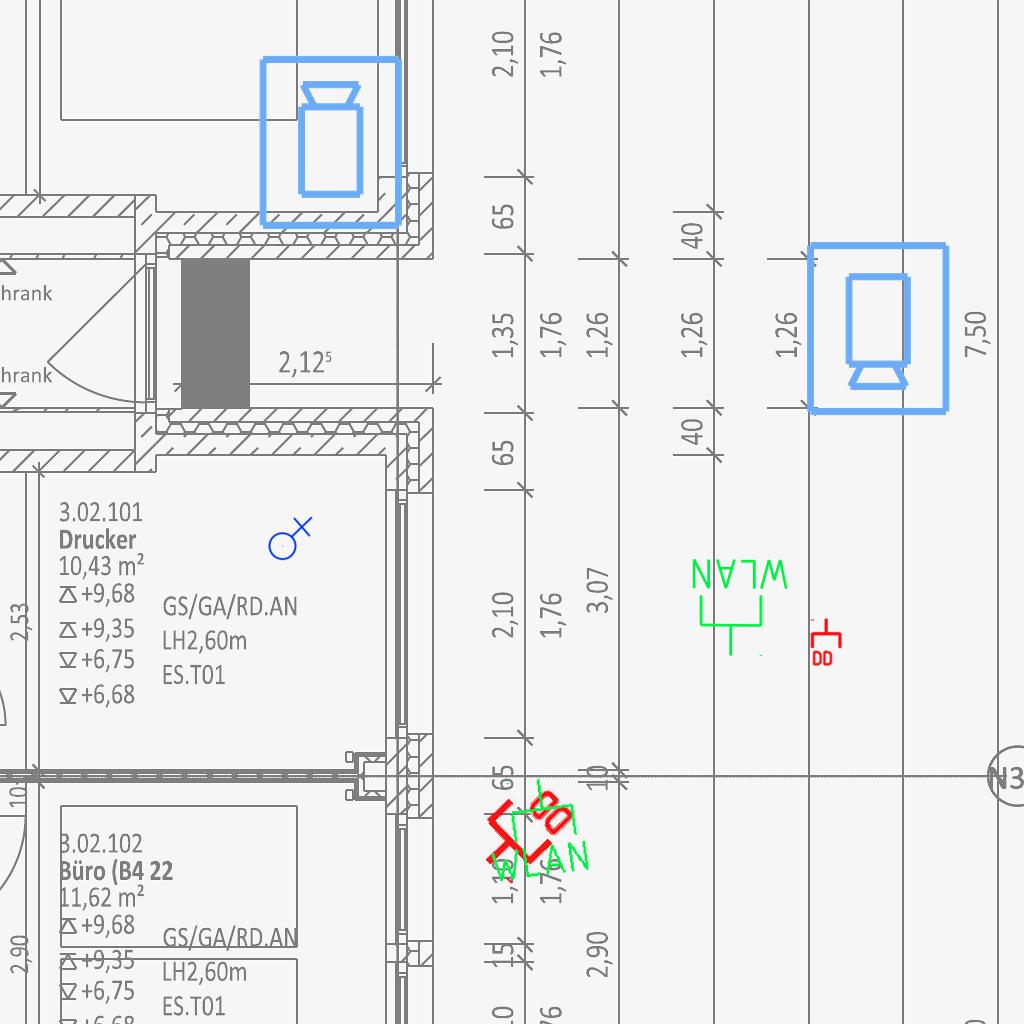 2,10
1,76
65
40
hrank
1,35
1,76
1,26
1,26
1,26
7,50
2,12⁵
hrank
65
40
3.02.101
Drucker
10,43 m²
+9,68
+9,35
+6,75
+6,68
GS/GA/RD.AN
LH2,60m
ES.T01
2,53
2,10
1,76
3,07
WLAN
DD
65
10
10
N3
DD
WLAN
1,76
3.02.102
Büro (B4 22
11,62 m²
+9,68
+9,35
+6,75
+6,68
GS/GA/RD.AN
LH2,60m
ES.T01
2,90
15
2,90